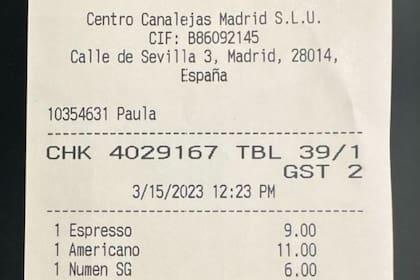 Centro Canalejas Madrid S.L.U.
CIF: B86092145
Calle de Sevilla 3, Madrid, 28014,
España
10354631 Paula
CHK 4029167 TBL 39/1
GST 2
3/15/2023 12:23 PM
1 Espresso 9.00
1 Americano 11.00
1 Numen SG 6.00